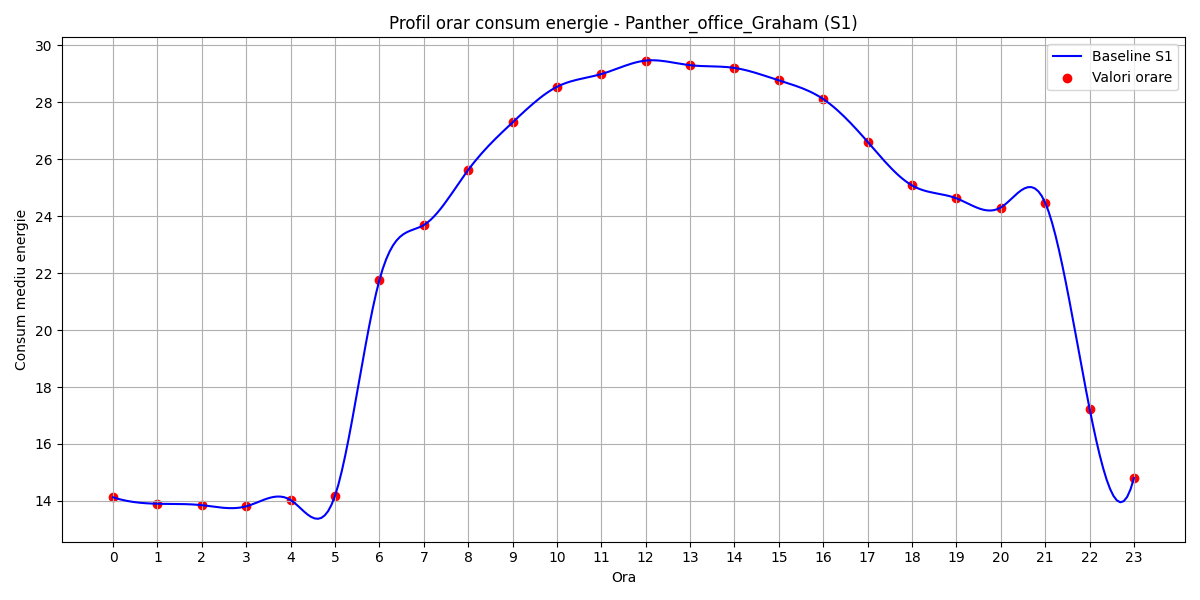 Profil orar consum energie - Panther_office_Graham (S1)
Baseline S1
Valori orare
Consum mediu energie
30
28
26
24
22
20
18
16
14
0 1 2 3 4 5 6 7 8 9 10 11 12 13 14 15 16 17 18 19 20 21 22 23
Ora